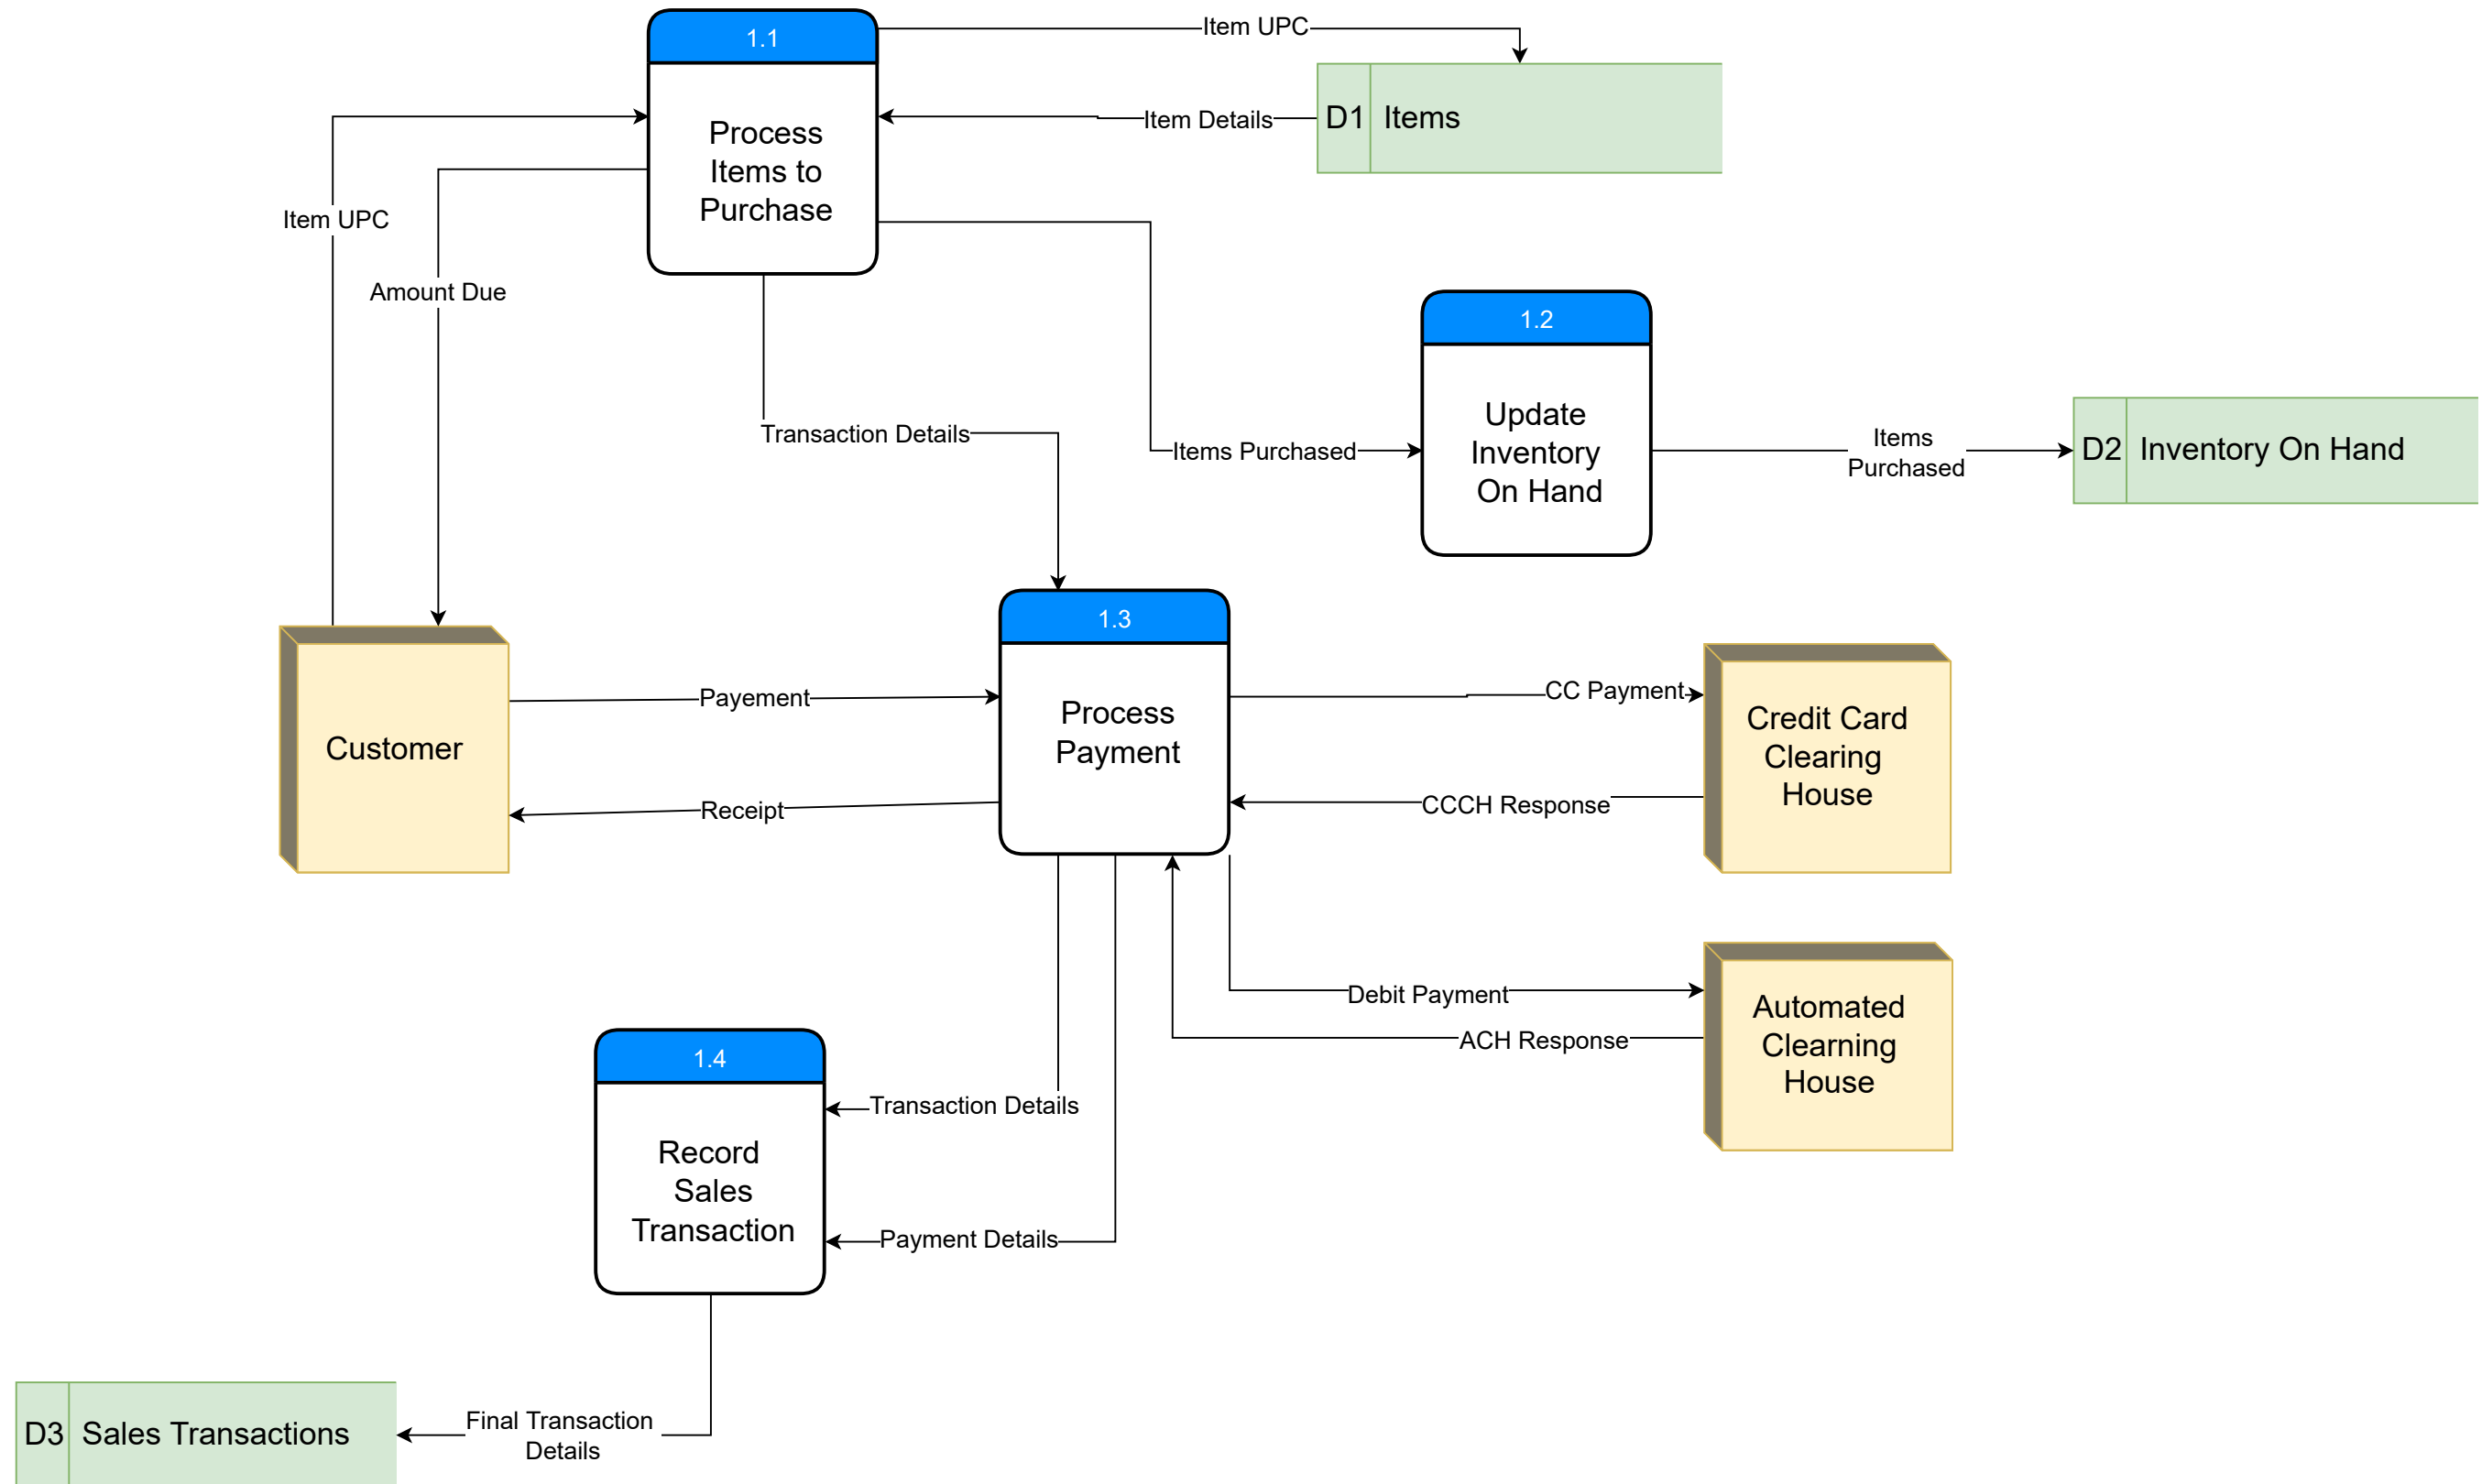 1.1
Process
Items to
Purchase
Item UPC
D1
Items
Item Details
Item UPC
Amount Due
1.2
Update
Inventory
On Hand
Transaction Details
Items Purchased
Items
Purchased
D2
Inventory On Hand
1.3
Process
Payment
Customer
Payement
Receipt
CC Payment
CCCH Response
Credit Card
Clearing
House
Debit Payment
ACH Response
Automated
Clearning
House
1.4
Record
Sales
Transaction
Transaction Details
Payment Details
Final Transaction
Details
D3
Sales Transactions